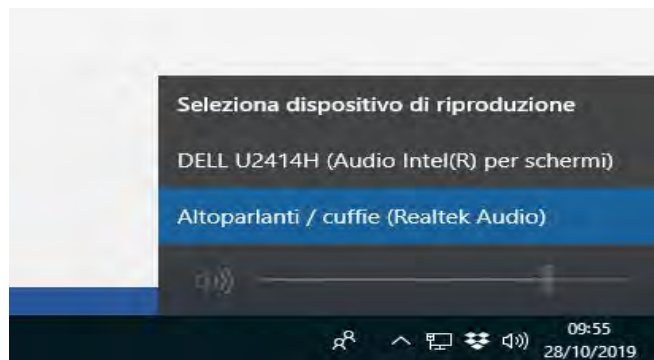 Seleziona dispositivo di riproduzione
DELL U2414H (Audio Intel(R) per schermi)
Altoparlanti / cuffie (Realtek Audio)
09:55
28/10/2019